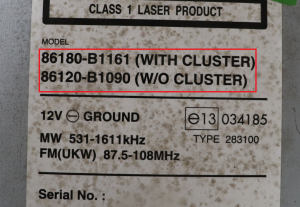 CLASS 1 LASER PRODUCT
MODEL
86180-B1161 (WITH CLUSTER)
86120-B1090 (W/O CLUSTER)
12V ⊖ GROUND
MW 531-1611kHz
FM(UKW) 87.5-108MHz
⊖13 034185
TYPE 283100
Serial No. :